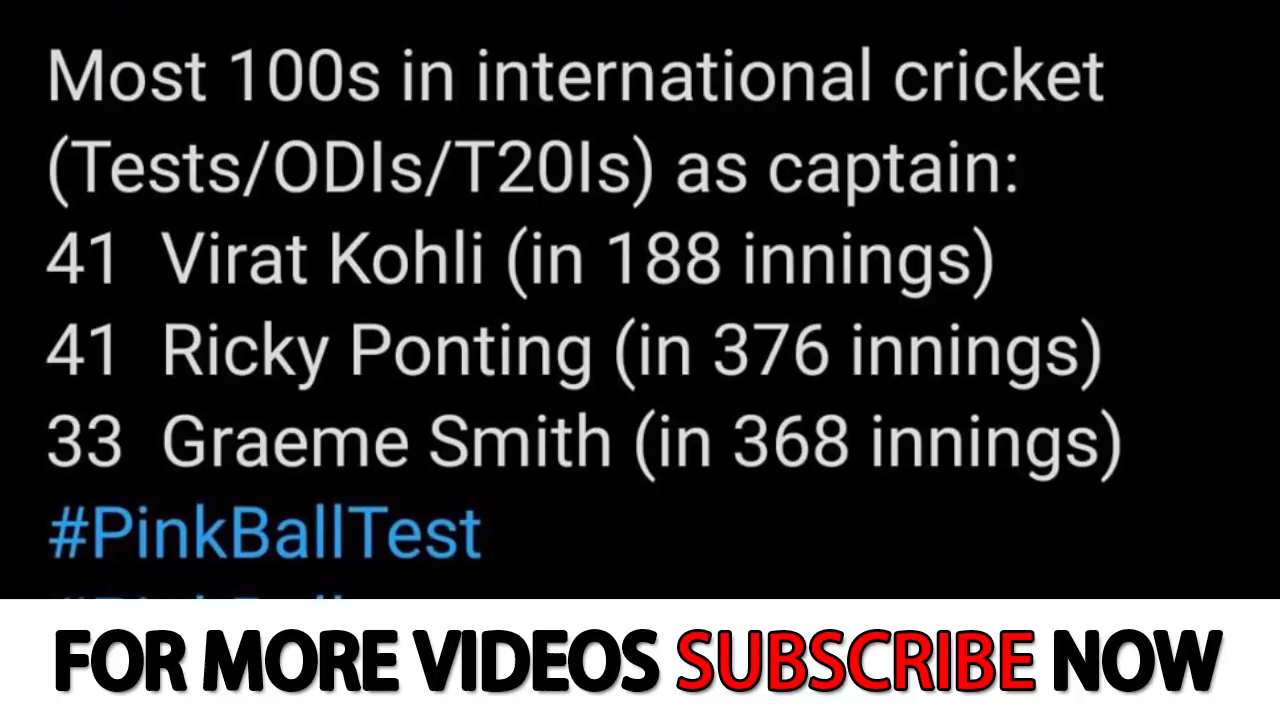 Most 100s in international cricket
(Tests/ODIs/T20Is) as captain:
41 Virat Kohli (in 188 innings)
41 Ricky Ponting (in 376 innings)
33 Graeme Smith (in 368 innings)
#PinkBallTest
FOR MORE VIDEOS SUBSCRIBE NOW